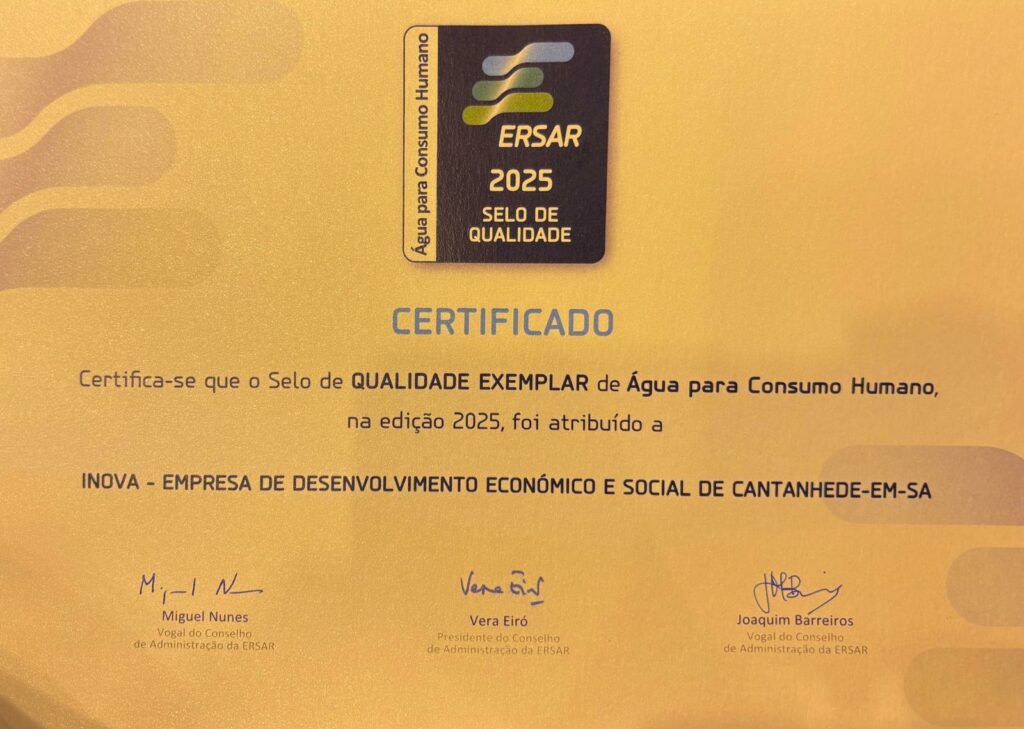 Água para Consumo Humano
ERSAR
2025
SELO DE
QUALIDADE
CERTIFICADO
Certifica-se que o Selo de QUALIDADE EXEMPLAR de Água para Consumo Humano,
na edição 2025, foi atribuído a
INOVA - EMPRESA DE DESENVOLVIMENTO ECONÓMICO E SOCIAL DE CANTANHEDE-EM-SA
Miguel Nunes
Vogal do Conselho
de Administração da ERSAR
Vera Eiró
Vera Eiró
Presidente do Conselho
de Administração da ERSAR
Joaquim Barreiros
Vogal do Conselho
de Administração da ERSAR